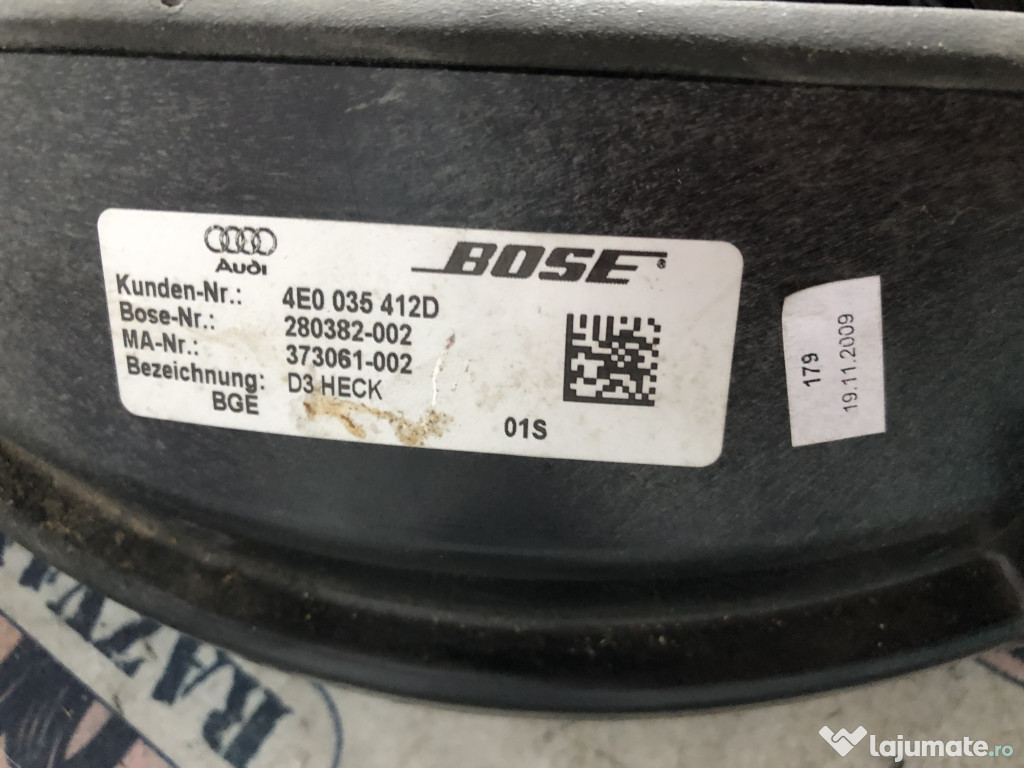 Audi
BOSE®
Kunden-Nr.: 4E0 035 412D
Bose-Nr.: 280382-002
MA-Nr.: 373061-002
Bezeichnung: D3 HECK
BGE
01S
179
19.11.2009
RAZV
lajumate.ro